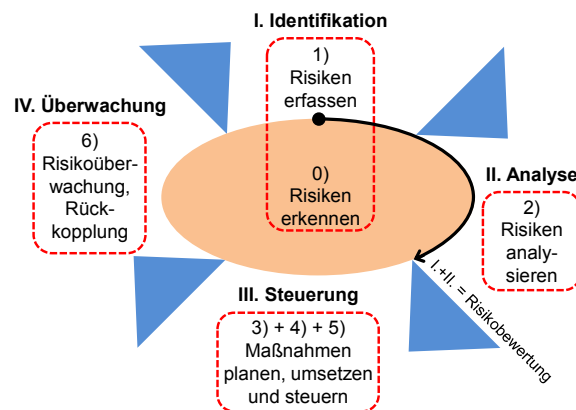 I. Identifikation
1)
Risiken
erfassen
0)
Risiken
erkennen
II. Analyse
2)
Risiken
analy-
sieren
I.+II. = Risikobewertung
III. Steuerung
3) + 4) + 5)
Maßnahmen
planen, umsetzen
und steuern
IV. Überwachung
6)
Risikoüber-
wachung,
Rück-
kopplung